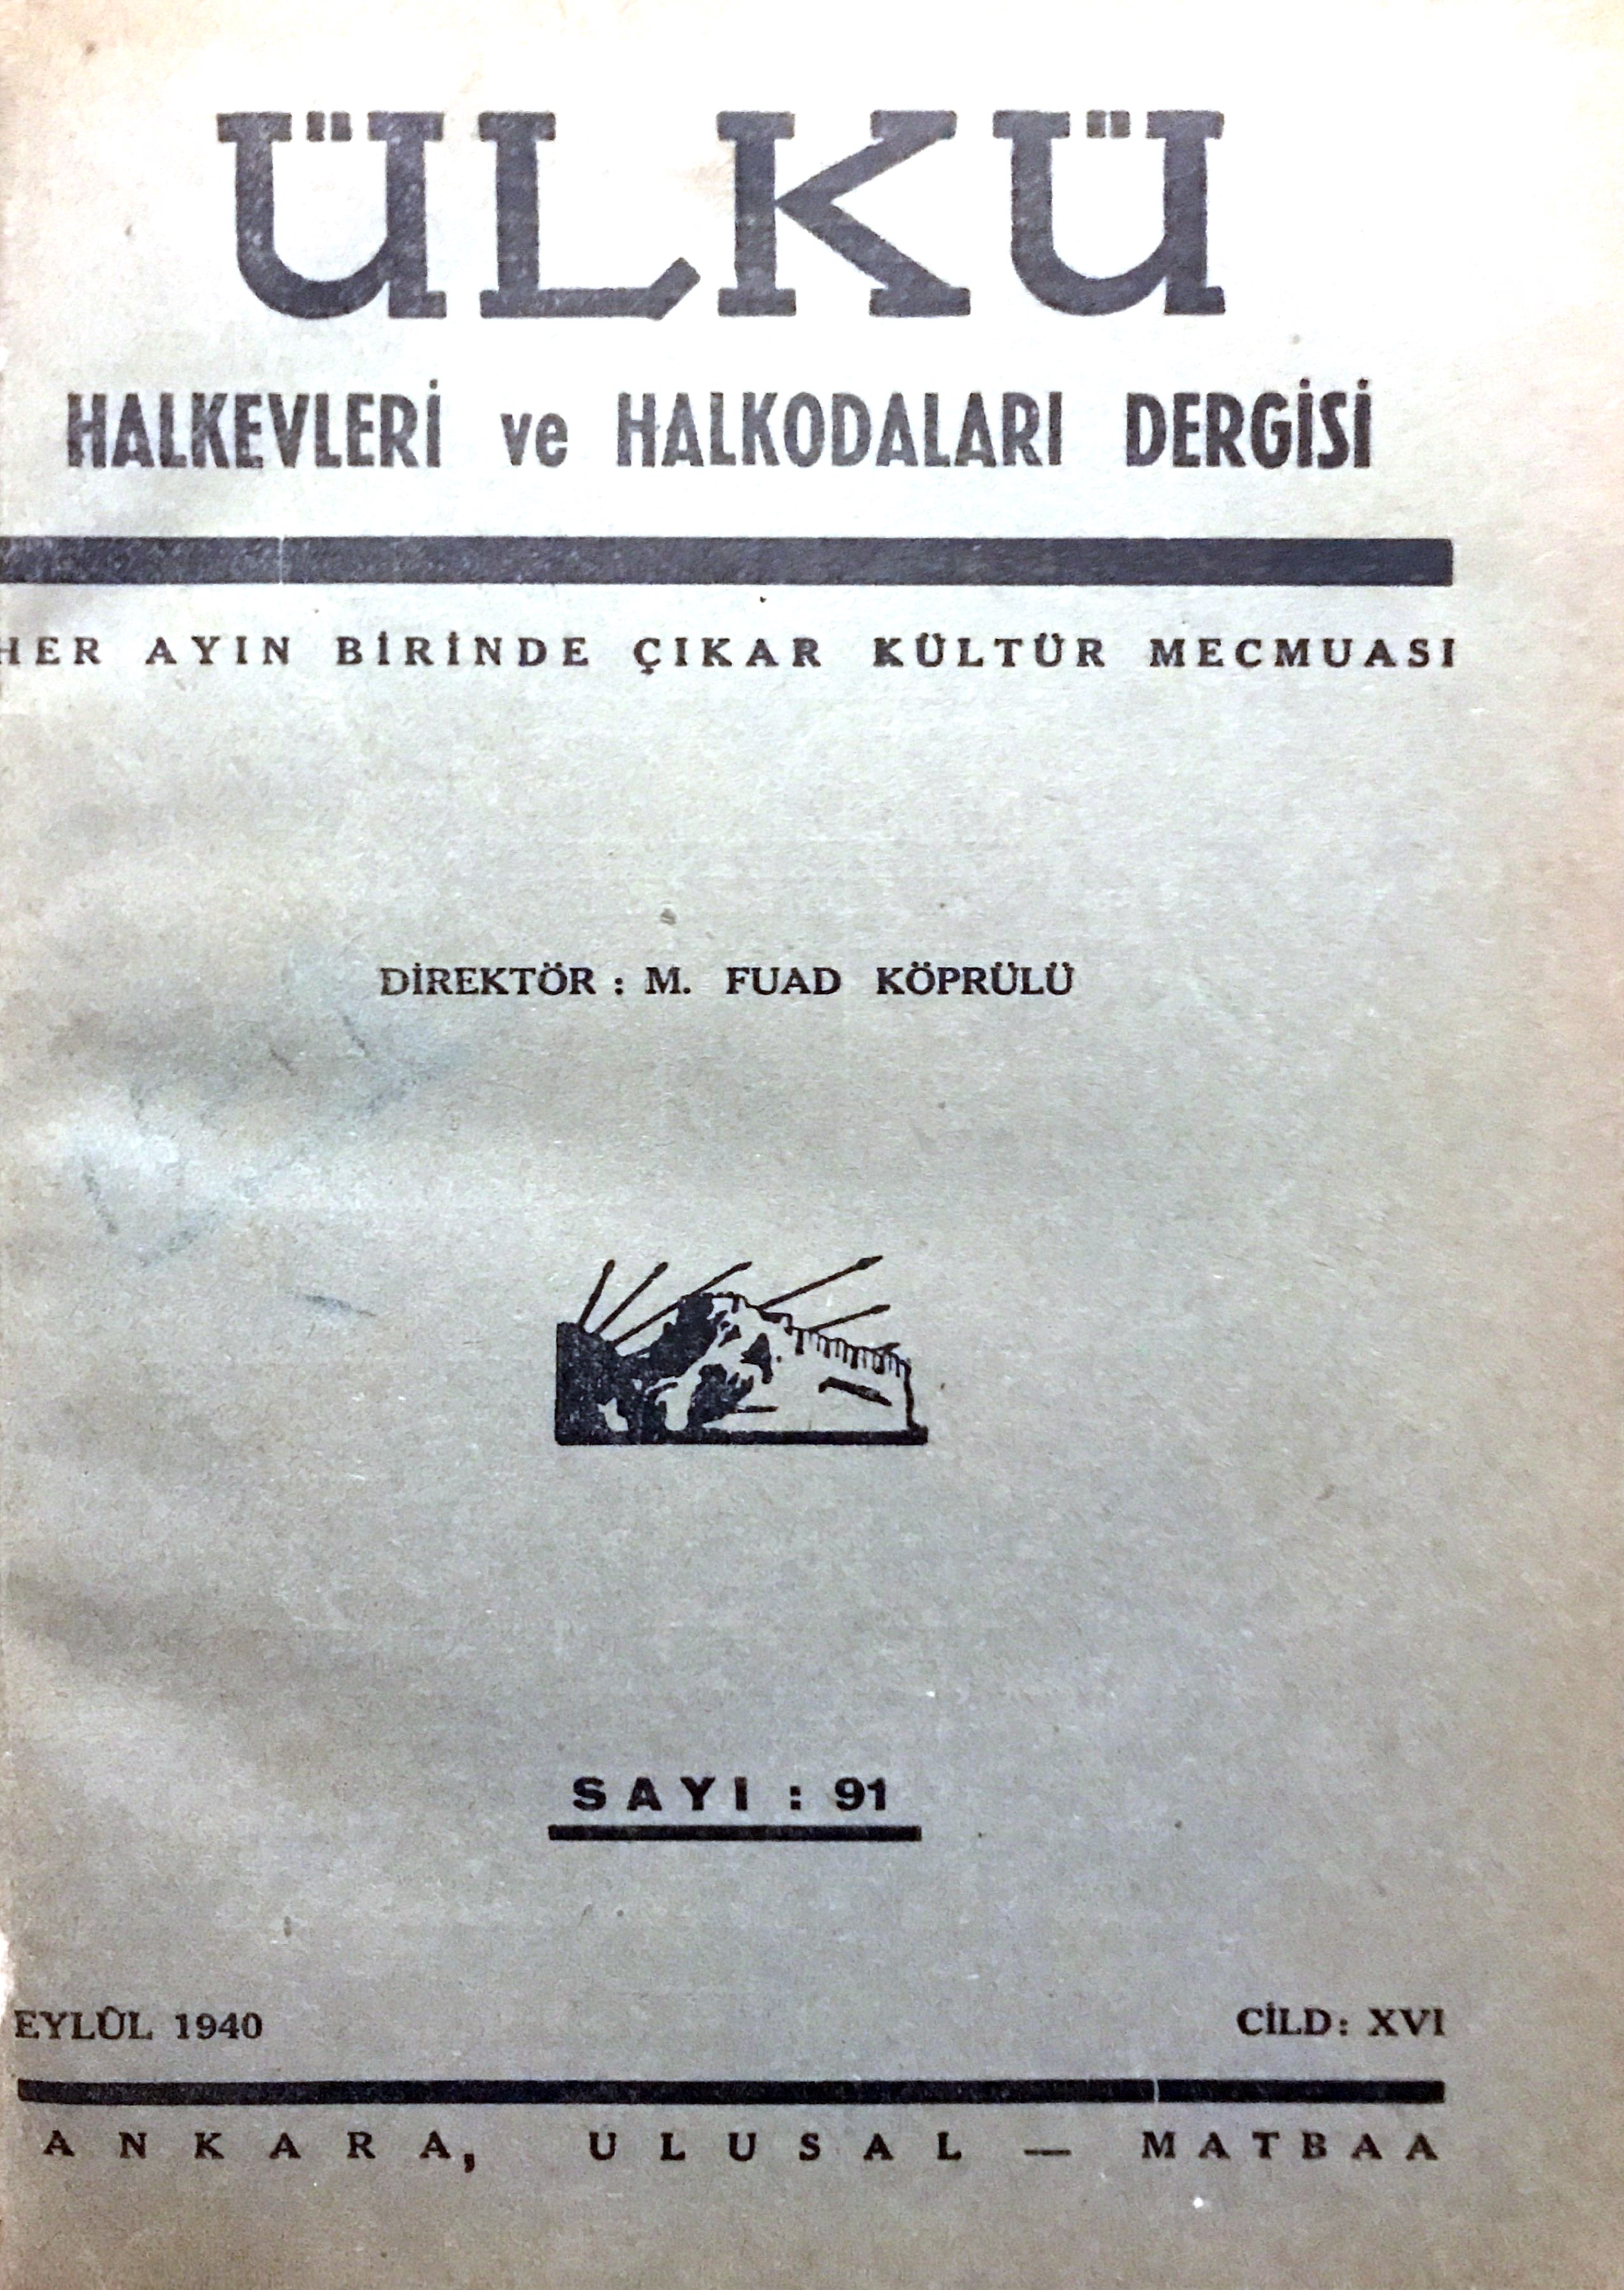 ÜLKÜ
HALKEVLERİ ve HALKODALARI DERGİSİ
HER AYIN BİRİNDE ÇIKAR KÜLTÜR MECMUASI
DİREKTÖR : M. FUAD KÖPRÜLÜ
SAYI : 91
EYLÛL 1940 CİLD: XVI
ANKARA, ULUSAL — MATBAA